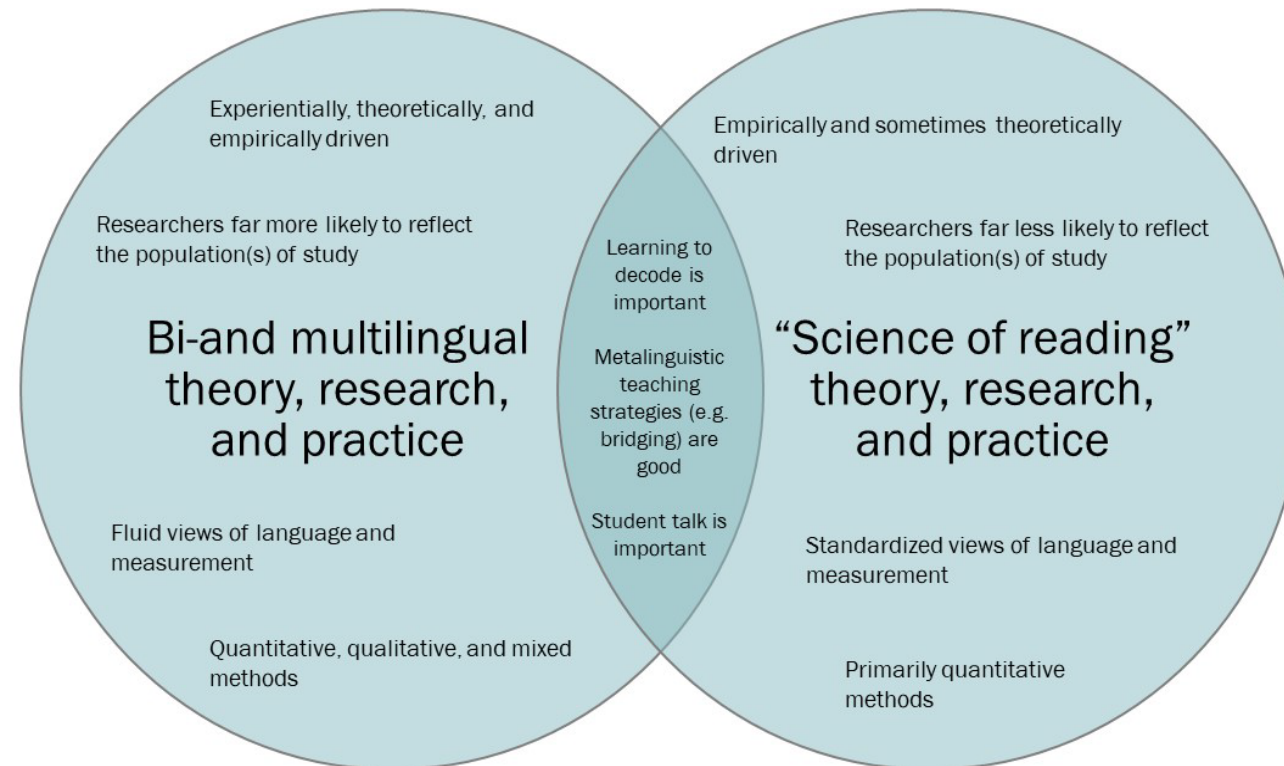 Experientially, theoretically, and
empirically driven
Researchers far more likely to reflect
the population(s) of study
Bi-and multilingual
theory, research,
and practice
Fluid views of language and
measurement
Quantitative, qualitative, and mixed
methods
Learning to
decode is
important
Metalinguistic
teaching
strategies (e.g.
bridging) are
good
Student talk is
important
Empirically and sometimes theoretically
driven
Researchers far less likely to reflect
the population(s) of study
“Science of reading”
theory, research,
and practice
Standardized views of language and
measurement
Primarily quantitative
methods